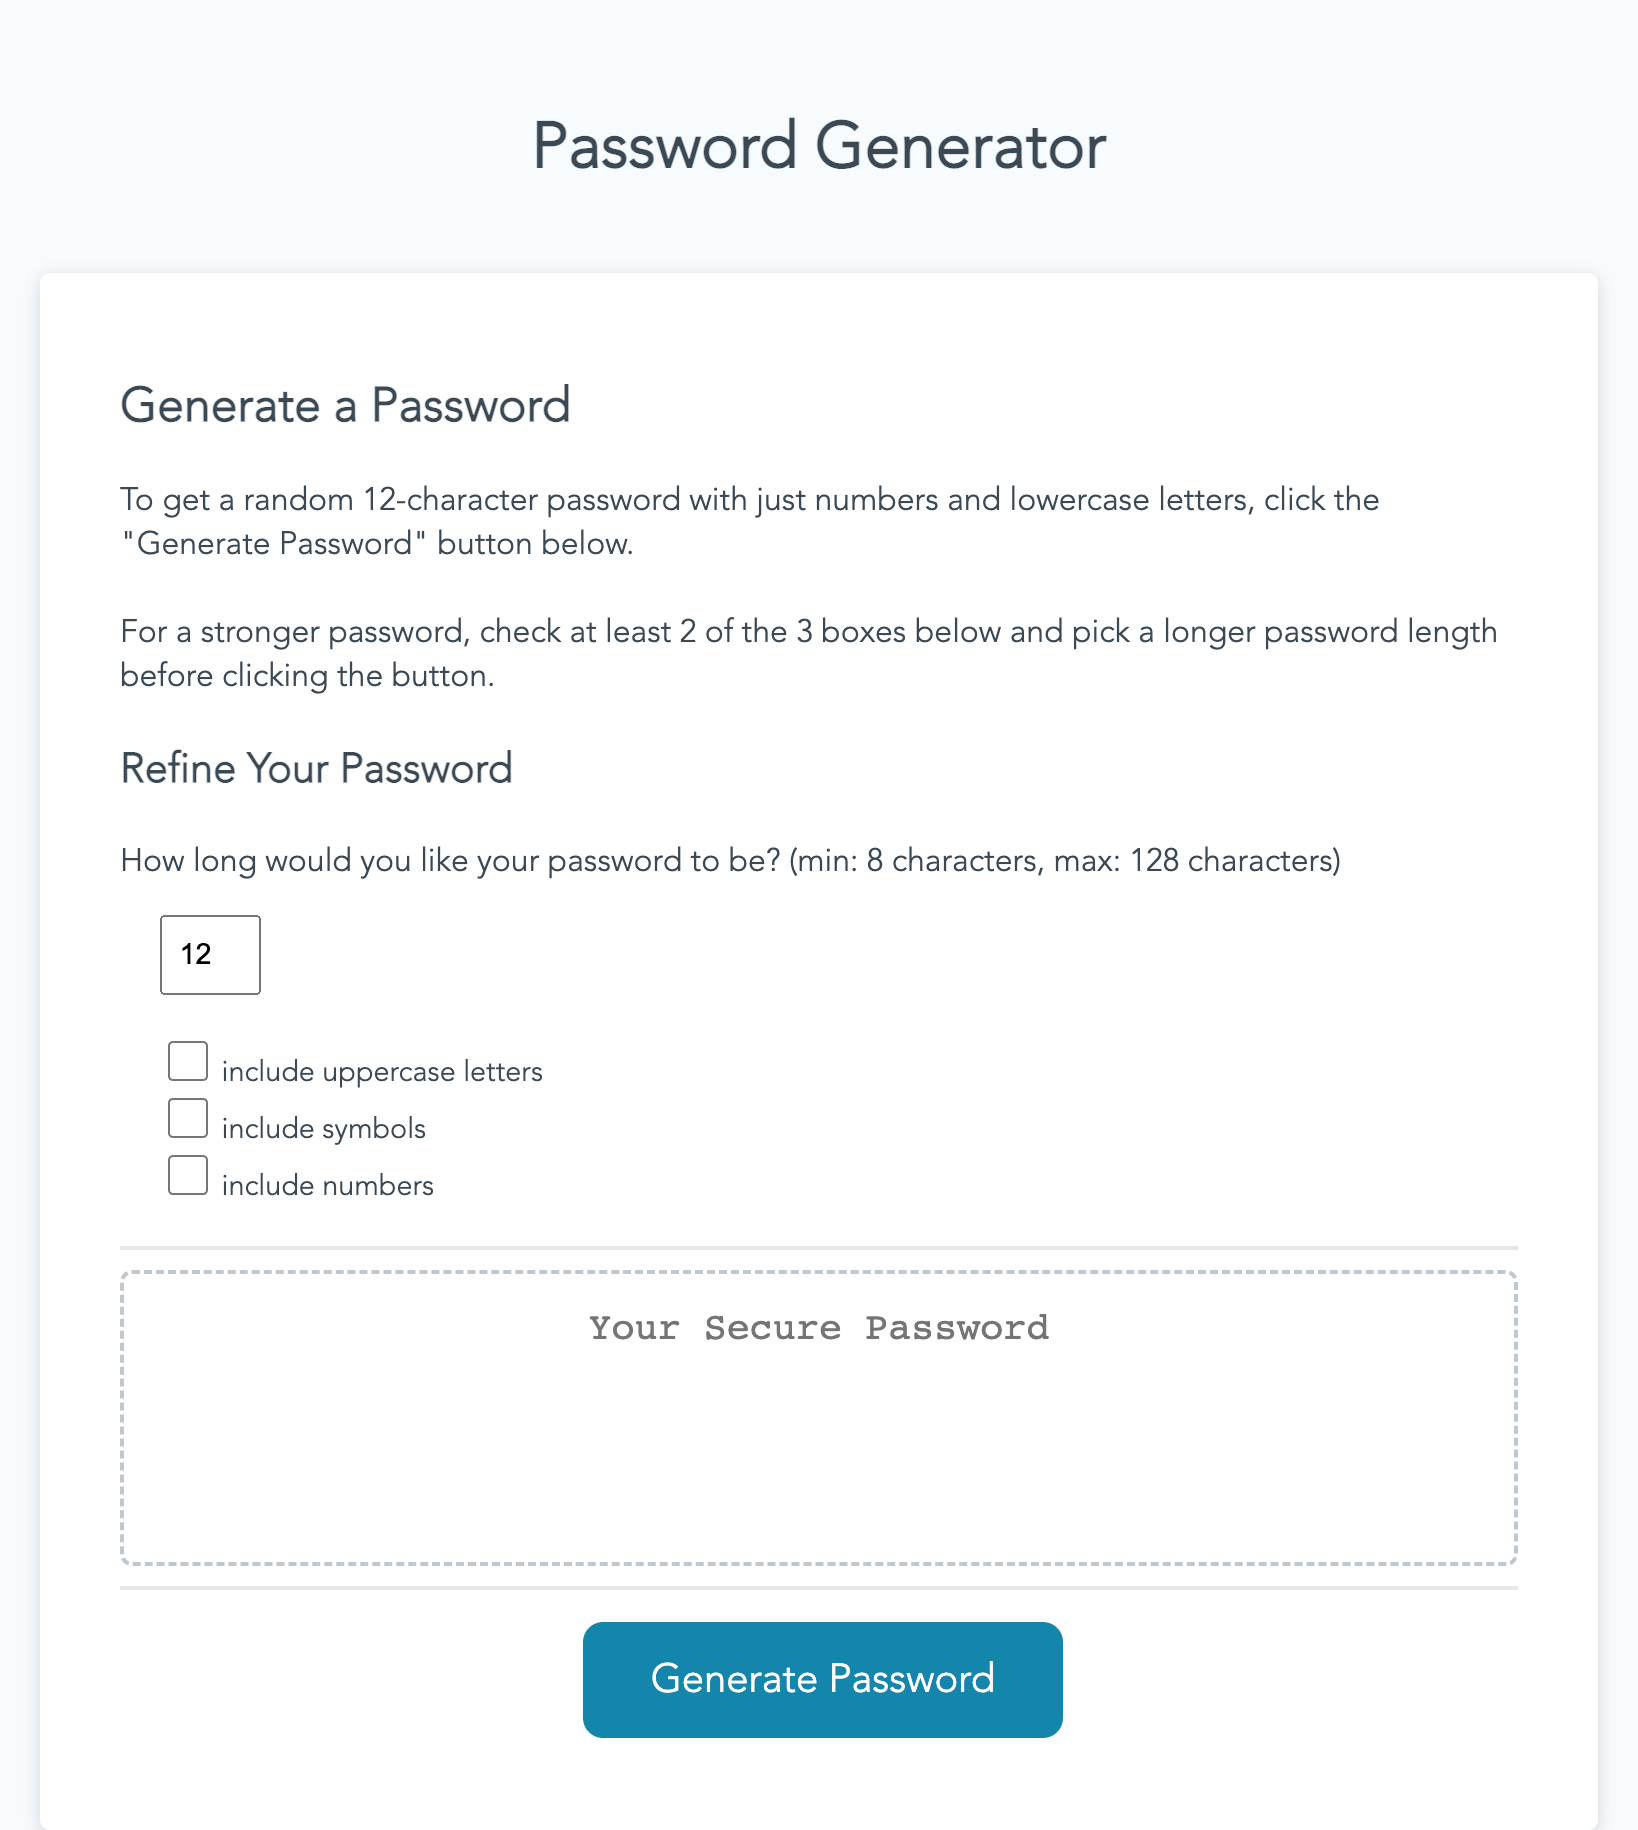 Password Generator
Generate a Password
To get a random 12-character password with just numbers and lowercase letters, click the
"Generate Password" button below.
For a stronger password, check at least 2 of the 3 boxes below and pick a longer password length
before clicking the button.
Refine Your Password
How long would you like your password to be? (min: 8 characters, max: 128 characters)
12
include uppercase letters
include symbols
include numbers
Your Secure Password
Generate Password